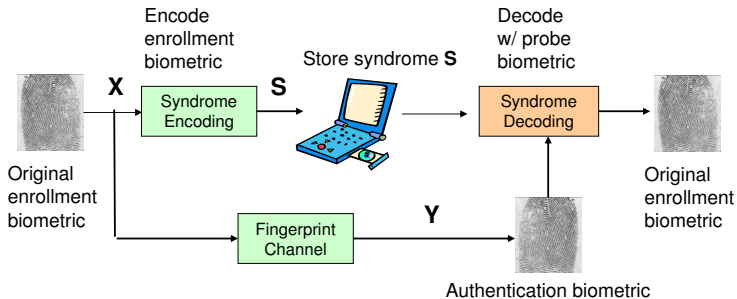 Encode
enrollment
biometric
Decode
w/ probe
biometric
Store syndrome S
X
S
Syndrome
Encoding
Syndrome
Decoding
Original
enrollment
biometric
Original
enrollment
biometric
Fingerprint
Channel
Y
Authentication biometric